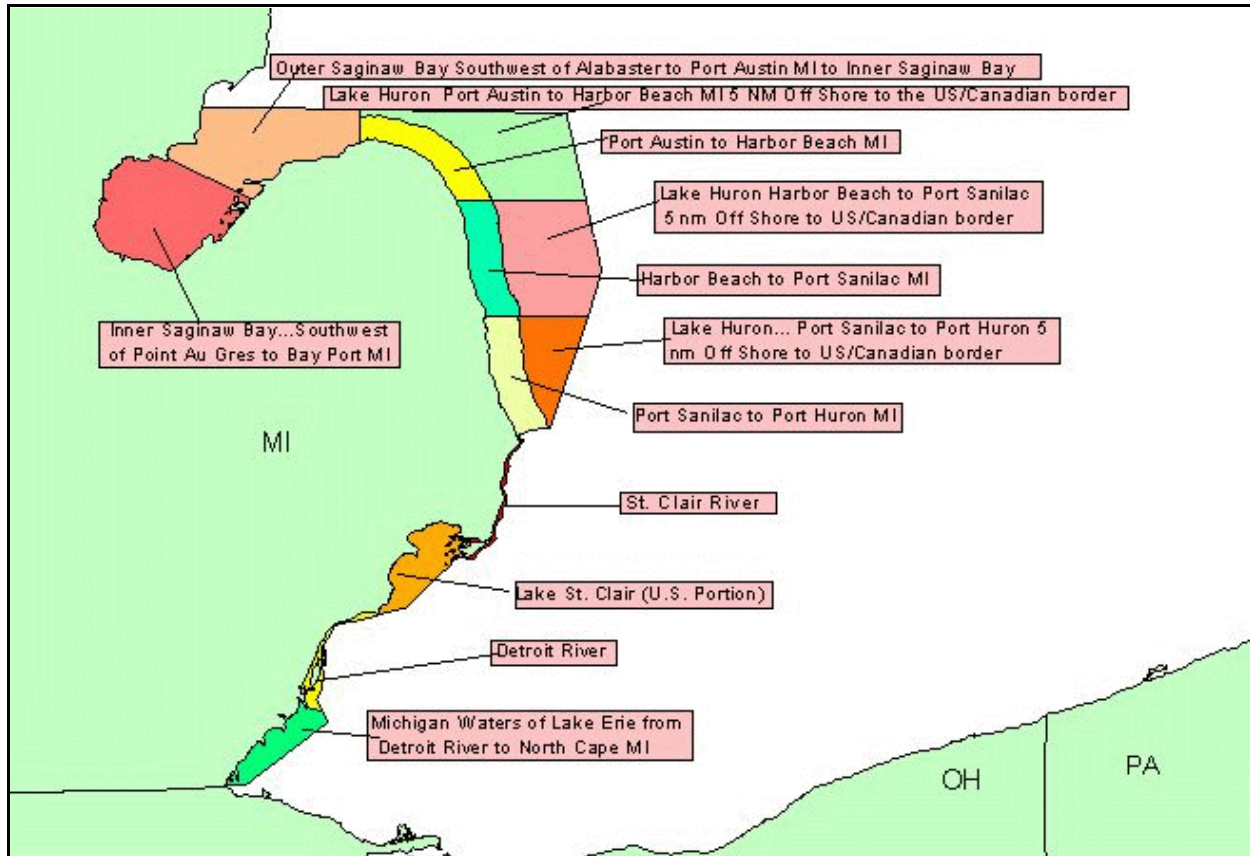 Outer Saginaw Bay Southwest of Alabaster to Port Austin MI to Inner Saginaw Bay
Lake Huron Port Austin to Harbor Beach MI 5 NM Off Shore to the US/Canadian border
Port Austin to Harbor Beach MI
Lake Huron Harbor Beach to Port Sanilac
5 nm Off Shore to US/Canadian border
Harbor Beach to Port Sanilac MI
Inner Saginaw Bay...Southwest
of Point Au Gres to Bay Port MI
Lake Huron... Port Sanilac to Port Huron 5
nm Off Shore to US/Canadian border
Port Sanilac to Port Huron MI
MI
St. Clair River
Lake St. Clair (U.S. Portion)
Detroit River
Michigan Waters of Lake Erie from
Detroit River to North Cape MI
OH
PA